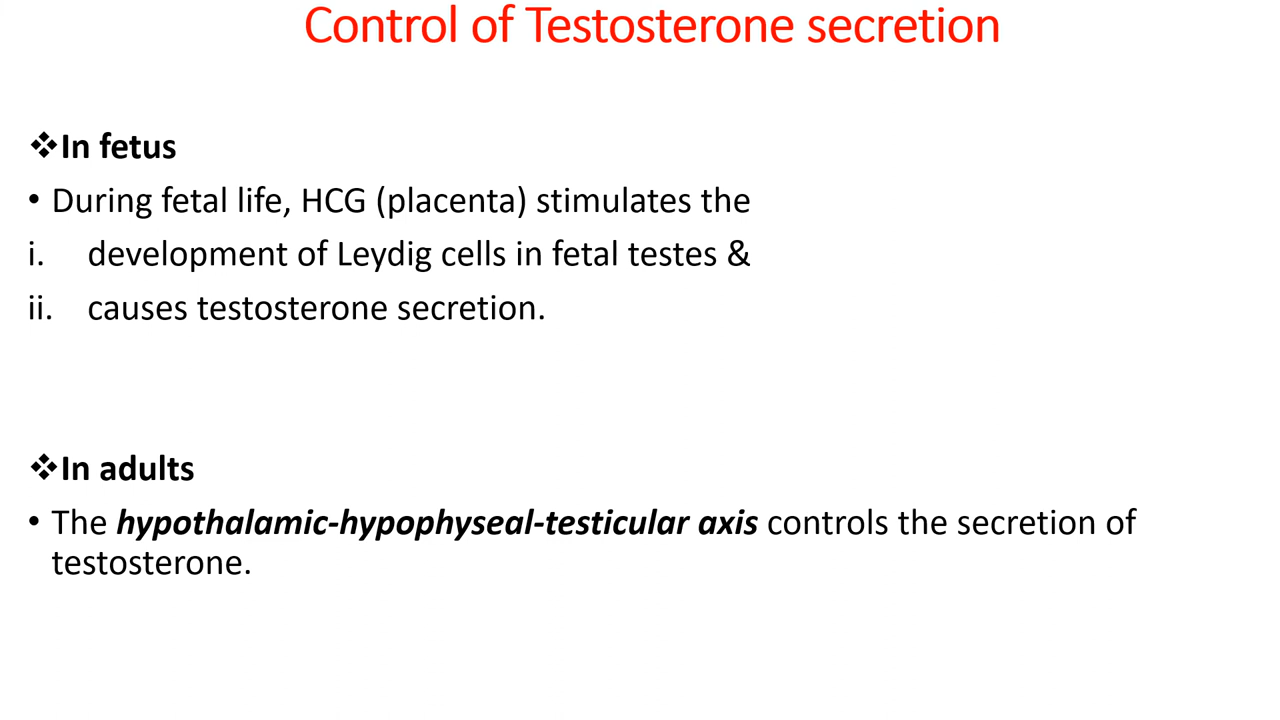 Control of Testosterone secretion
❖In fetus
• During fetal life, HCG (placenta) stimulates the
i. development of Leydig cells in fetal testes &
ii. causes testosterone secretion.
❖In adults
• The hypothalamic-hypophyseal-testicular axis controls the secretion of
testosterone.